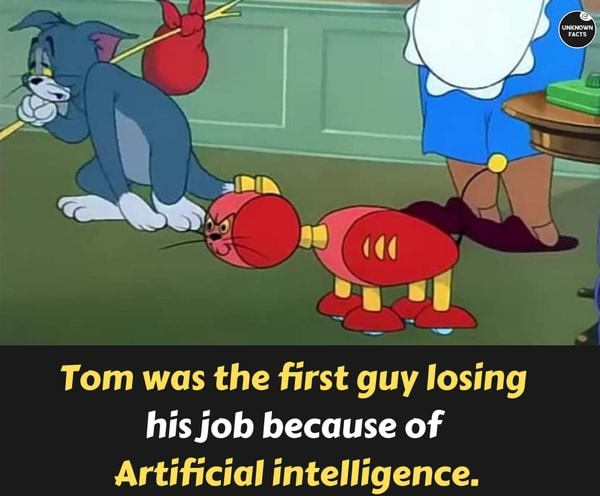 UNKNOWN
FACTS
Tom was the first guy losing
his job because of
Artificial intelligence.